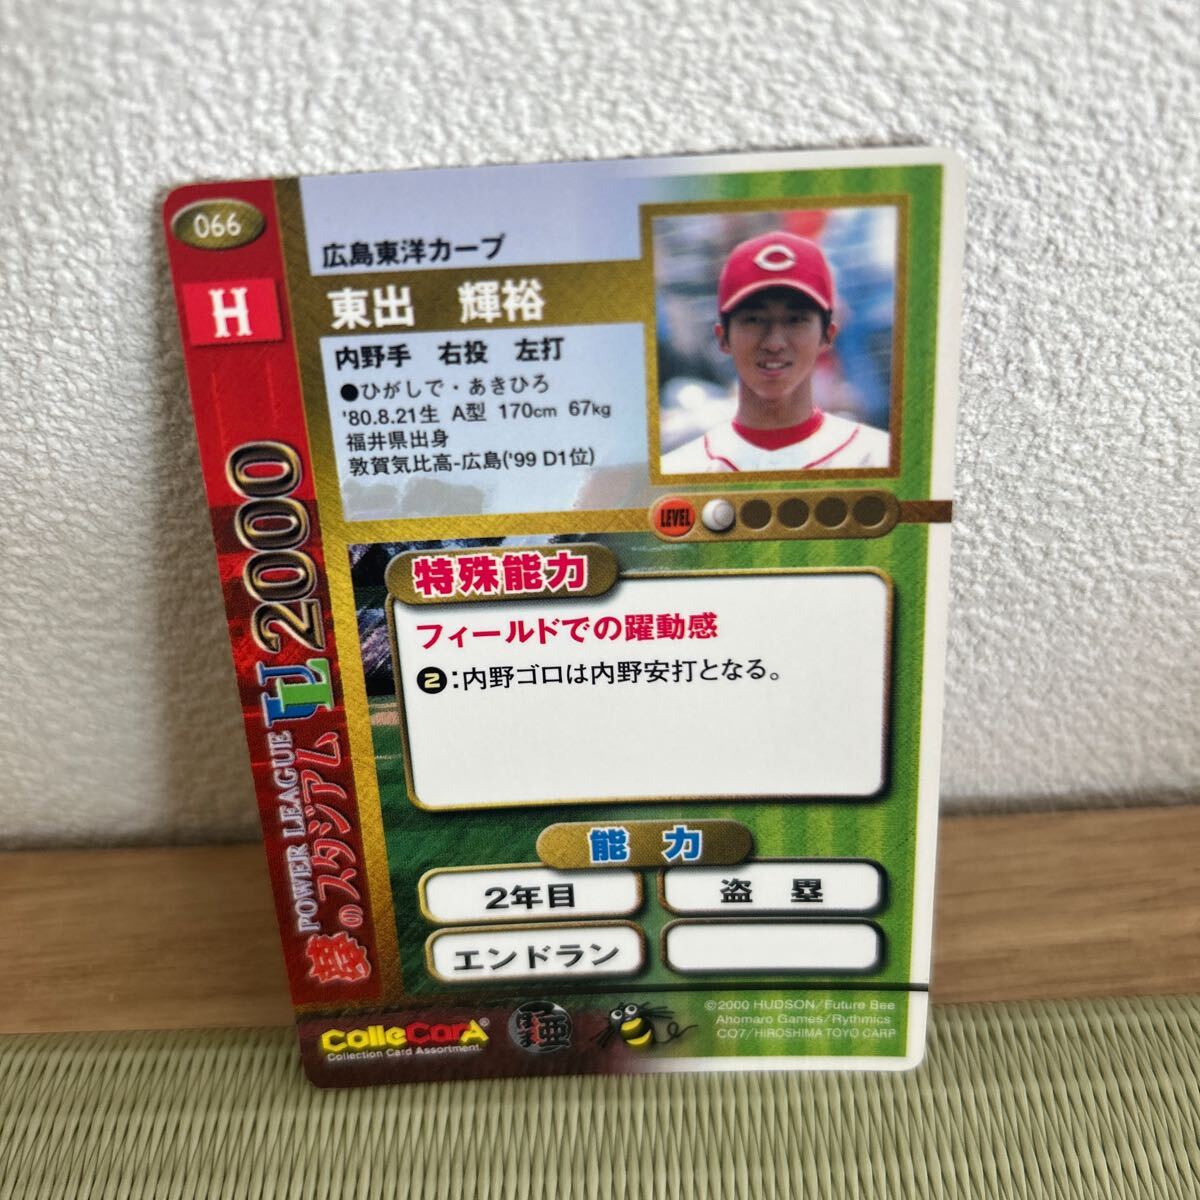 066
H
広島東洋カープ
東出 輝裕
内野手 右投 左打
●ひがしで・あきひろ
'80.8.21生 A型 170cm 67kg
福井県出身
敦賀気比高-広島('99 D1位)
C
LEVEL
特殊能力
フィールドでの躍動感
❷:内野ゴロは内野安打となる。
能力
2年目
盗塁
エンドラン
POWER LEAGUE
夢のスタジアム
2000
ColleCarA®
Collection Card Assortment.
©2000 HUDSON/Future Bee
Ahomaro Games/Rythmics
CO7/HIROSHIMA TOYO CARP